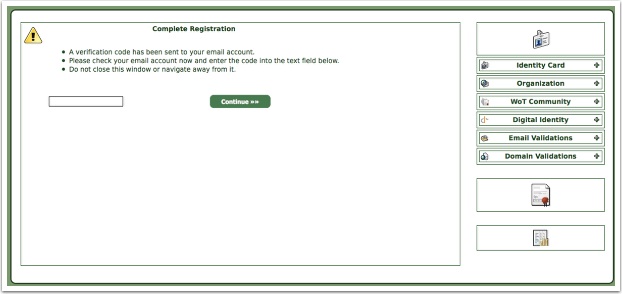 Complete Registration
A verification code has been sent to your email account.
Please check your email account now and enter the code into the text field below.
Do not close this window or navigate away from it.
Continue »»
Identity Card
Organization
WoT Community
Digital Identity
Email Validations
Domain Validations